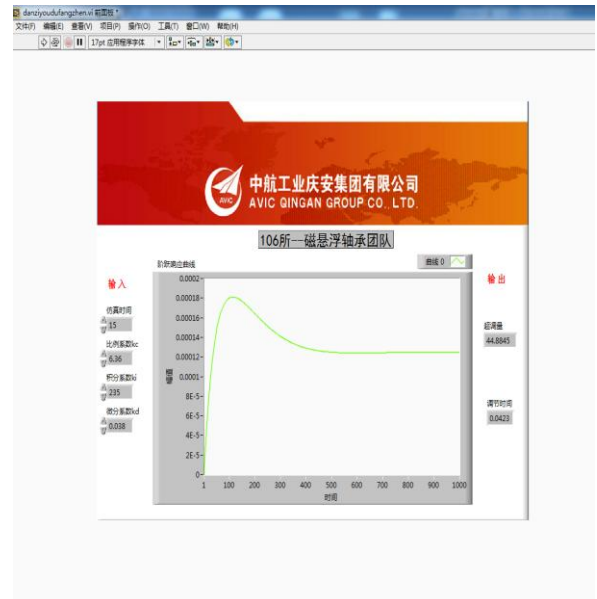 danziyoudufangzhen.vi 前面板 *
文件(F) 编辑(E) 查看(V) 项目(P) 操作(O) 工具(T) 窗口(W) 帮助(H)
17pt 应用程序字体
AVIC
中航工业庆安集团有限公司
AVIC QINGAN GROUP CO., LTD.
106所--磁悬浮轴承团队
阶跃响应曲线
曲线 0
输入
仿真时间
15
比例系数kc
6.36
积分系数ki
235
微分系数kd
0.038
幅值
0.0002
0.00018
0.00016
0.00014
0.00012
0.0001
8E-5
6E-5
4E-5
2E-5
0
1 100 200 300 400 500 600 700 800 900 1000
时间
输出
超调量
44.8845
调节时间
0.0423